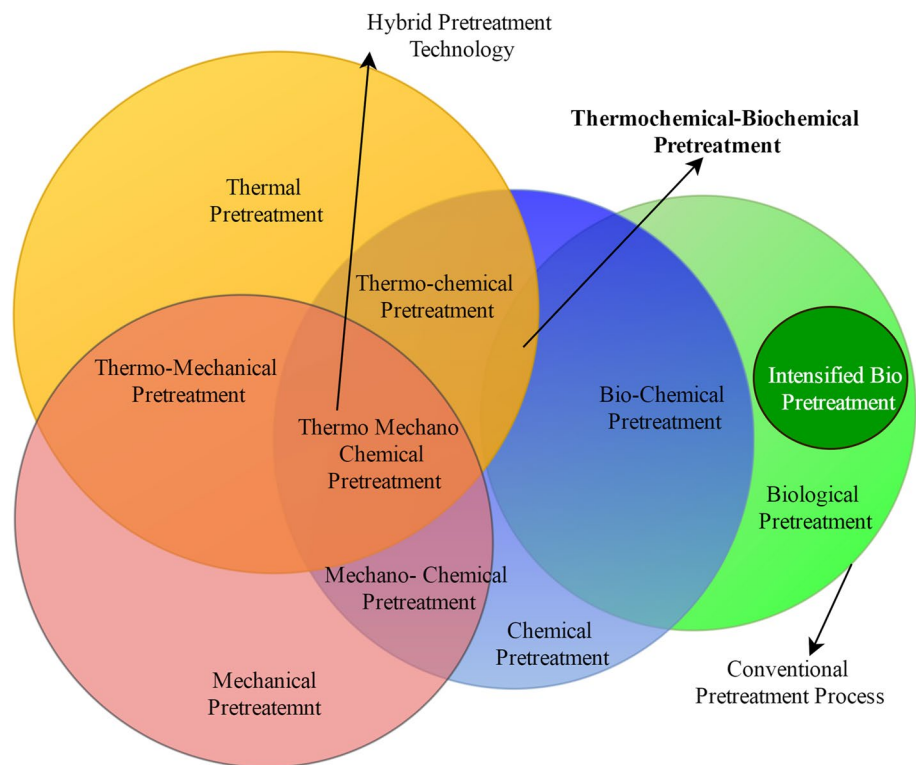 Hybrid Pretreatment
Technology
Thermochemical-Biochemical
Pretreatment
Thermal
Pretreatment
Thermo-chemical
Pretreatment
Thermo-Mechanical
Pretreatment
Intensified Bio
Pretreatment
Bio-Chemical
Pretreatment
Thermo Mechano
Chemical
Pretreatment
Biological
Pretreatment
Mechano- Chemical
Pretreatment
Chemical
Pretreatment
Mechanical
Pretreatemnt
Conventional
Pretreatment Process